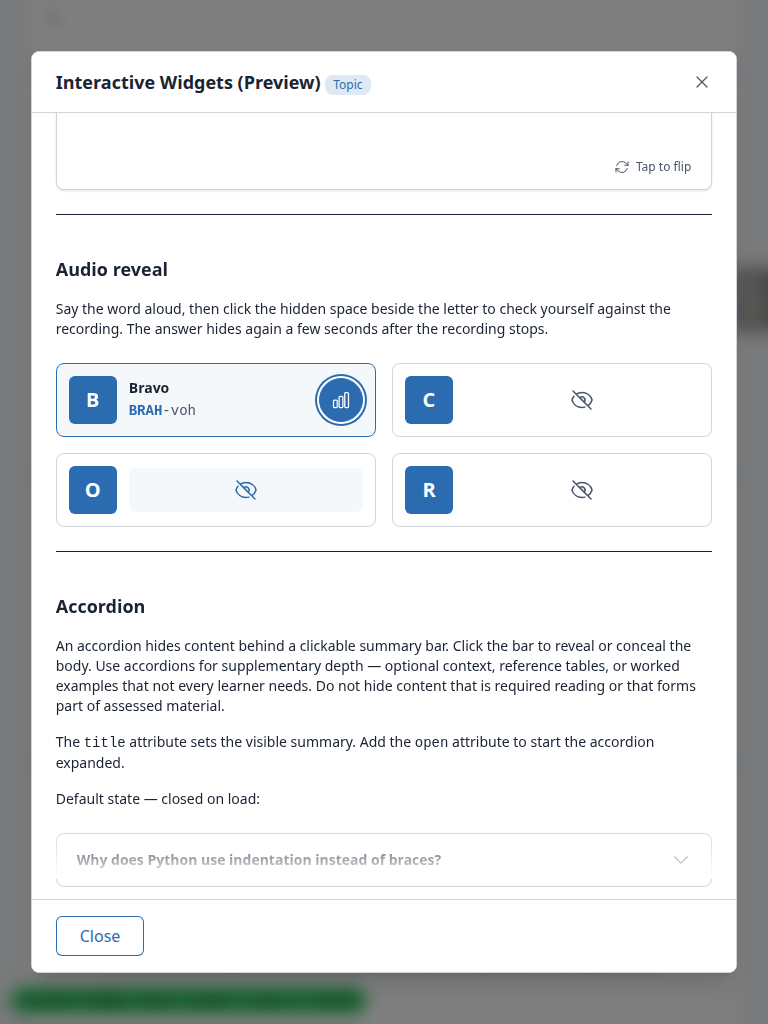 Interactive Widgets (Preview) Topic
Tap to flip
Audio reveal
Say the word aloud, then click the hidden space beside the letter to check yourself against the
recording. The answer hides again a few seconds after the recording stops.
B Bravo
BRAH-voh
C
O
R
Accordion
An accordion hides content behind a clickable summary bar. Click the bar to reveal or conceal the
body. Use accordions for supplementary depth — optional context, reference tables, or worked
examples that not every learner needs. Do not hide content that is required reading or that forms
part of assessed material.
The title attribute sets the visible summary. Add the open attribute to start the accordion
expanded.
Default state — closed on load:
Why does Python use indentation instead of braces?
Close